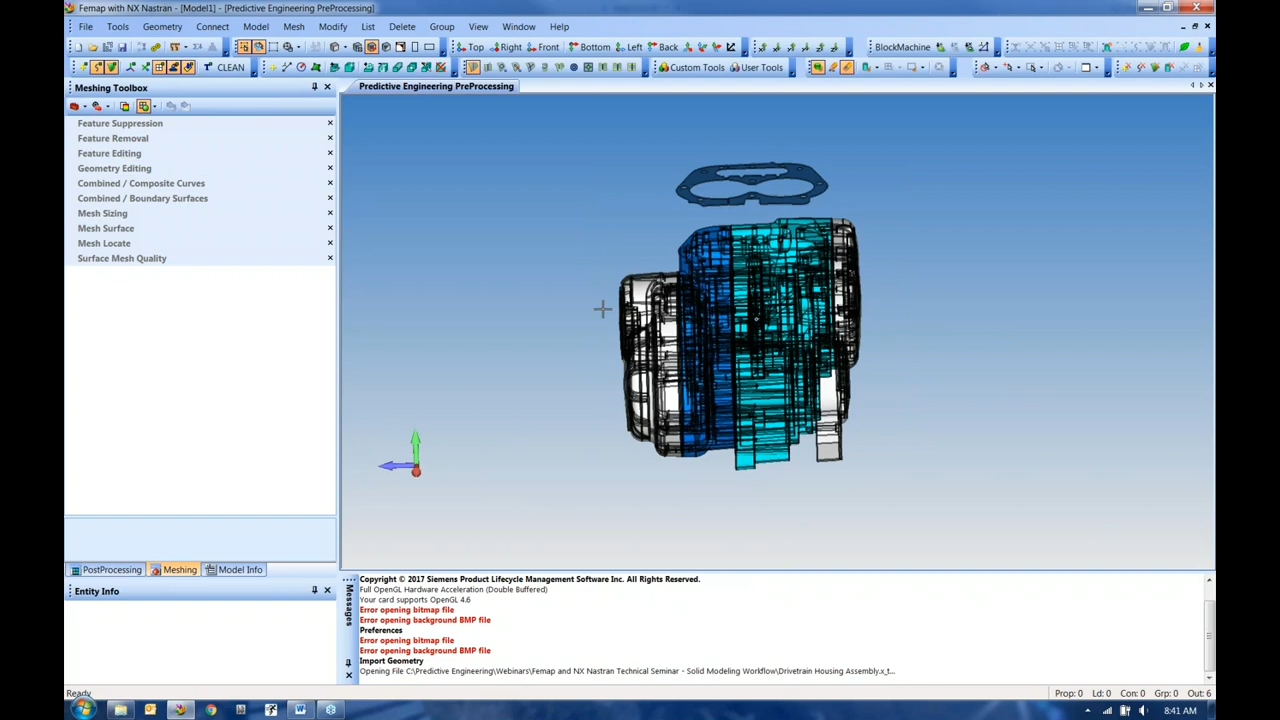 Femap with NX Nastran - [Model1] - [Predictive Engineering PreProcessing]
File Tools Geometry Connect Model Mesh Modify List Delete Group View Window Help
Top Right Front Bottom Left Back BlockMachine
CLEAN Custom Tools User Tools
Meshing Toolbox
Predictive Engineering PreProcessing
Feature Suppression
Feature Removal
Feature Editing
Geometry Editing
Combined / Composite Curves
Combined / Boundary Surfaces
Mesh Sizing
Mesh Surface
Mesh Locate
Surface Mesh Quality
PostProcessing Meshing Model Info
Entity Info
Messages
Copyright © 2017 Siemens Product Lifecycle Management Software Inc. All Rights Reserved.
Full OpenGL Hardware Acceleration (Double Buffered)
Your card supports OpenGL 4.6
Error opening bitmap file
Error opening background BMP file
Preferences
Error opening bitmap file
Error opening background BMP file
Import Geometry
Opening File C:\Predictive Engineering\Webinars\Femap and NX Nastran Technical Seminar - Solid Modeling Workflow\Drivetrain Housing Assembly.x_t...
Ready
Prop: 0 Ld: 0 Con: 0 Grp: 0 Out: 6
8:41 AM